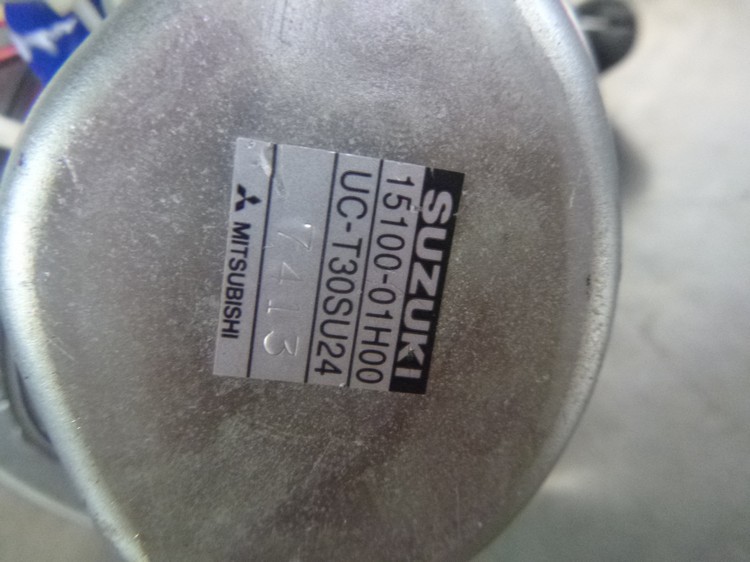 SUZUKI
15100-01H00
UC-T30SU24
7413
MITSUBISHI